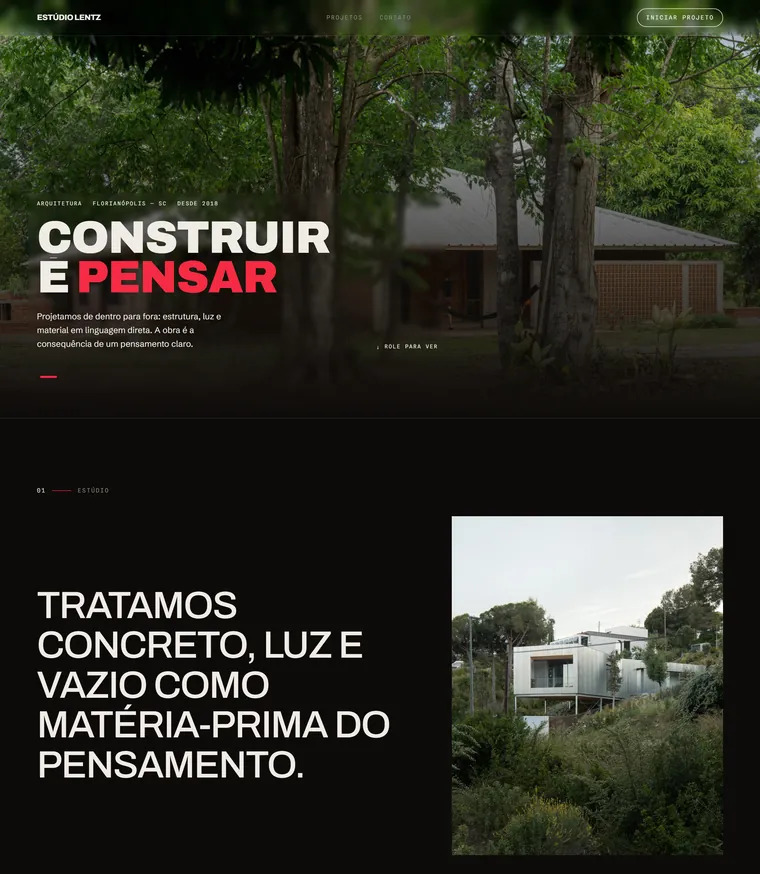 ESTÚDIO LENTZ
PROJETOS CONTATO
INICIAR PROJETO
ARQUITETURA FLORIANÓPOLIS — SC DESDE 2018
CONSTRUIR
E PENSAR
Projetamos de dentro para fora: estrutura, luz e
material em linguagem direta. A obra é a
consequência de um pensamento claro.
↓ ROLE PARA VER
01 ESTÚDIO
TRATAMOS
CONCRETO, LUZ E
VAZIO COMO
MATÉRIA-PRIMA DO
PENSAMENTO.